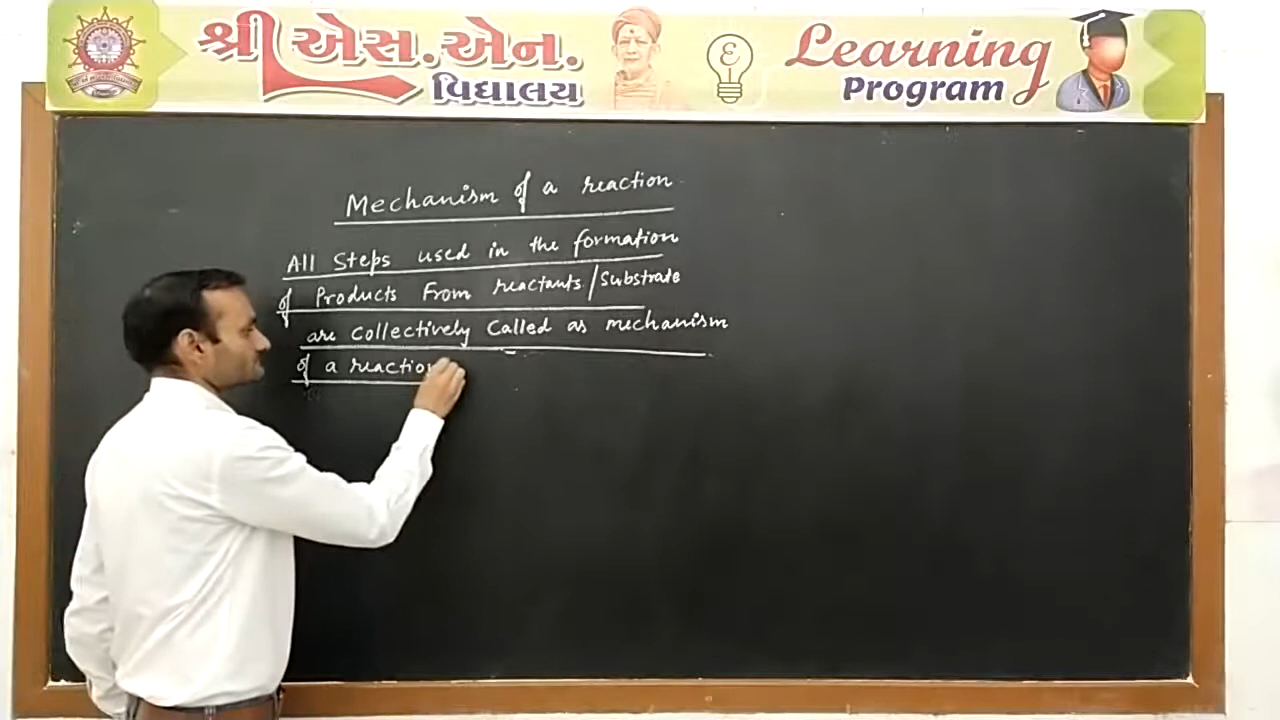 શ્રી એસ.એન.
વિદ્યાલય
Learning
Program
Mechanism of a reaction
All Steps used in the formation
of Products From reactants/Substrate
are collectively Called as mechanism
of a reaction